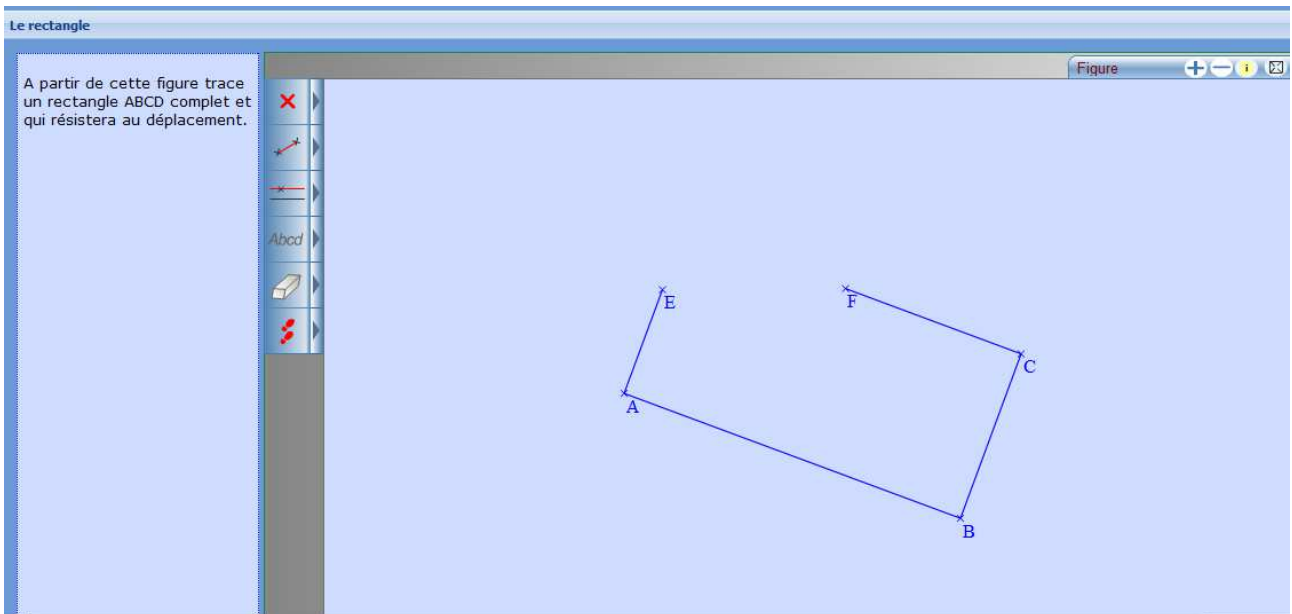 Le rectangle
A partir de cette figure trace
un rectangle ABCD complet et
qui résistera au déplacement.
Figure
i
Abcd
E
F
C
A
B